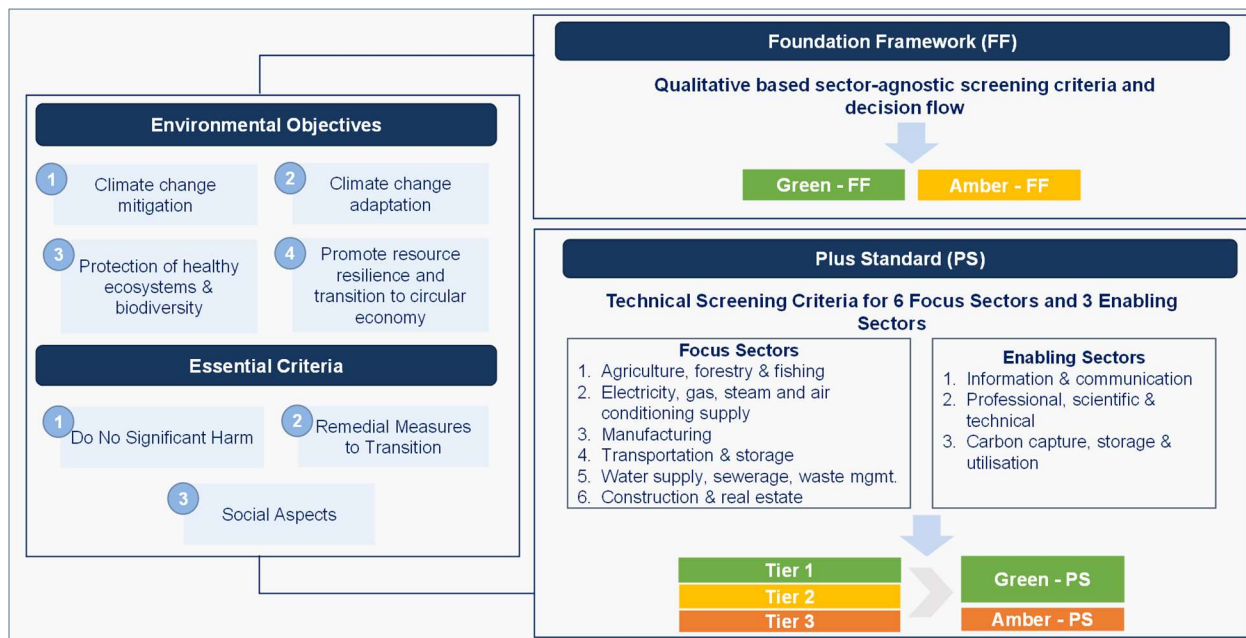 Environmental Objectives
1
Climate change
mitigation
2
Climate change
adaptation
3
Protection of healthy
ecosystems &
biodiversity
4
Promote resource
resilience and
transition to circular
economy
Essential Criteria
1
Do No Significant Harm
2
Remedial Measures
to Transition
3
Social Aspects
Foundation Framework (FF)
Qualitative based sector-agnostic screening criteria and
decision flow
Green - FF
Amber - FF
Plus Standard (PS)
Technical Screening Criteria for 6 Focus Sectors and 3 Enabling
Sectors
Focus Sectors
1. Agriculture, forestry & fishing
2. Electricity, gas, steam and air
conditioning supply
3. Manufacturing
4. Transportation & storage
5. Water supply, sewerage, waste mgmt.
6. Construction & real estate
Enabling Sectors
1. Information & communication
2. Professional, scientific &
technical
3. Carbon capture, storage &
utilisation
Tier 1
Tier 2
Tier 3
Green - PS
Amber - PS